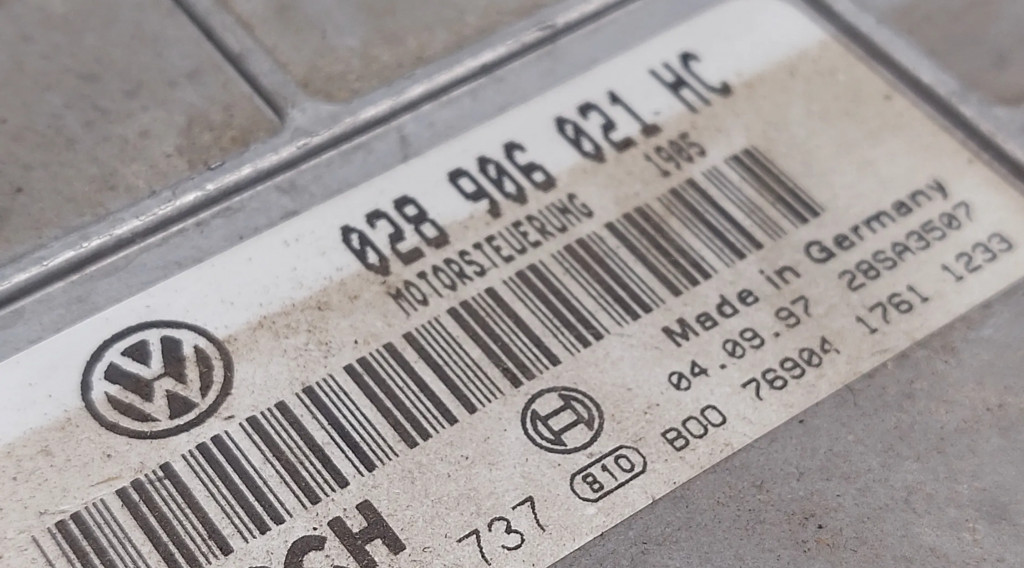 028 906 021 HC
MOTORSTEUERUNG 1905
Made in Germany
04.09.97 28SA3507
737 810 B00 76904 1761 1233